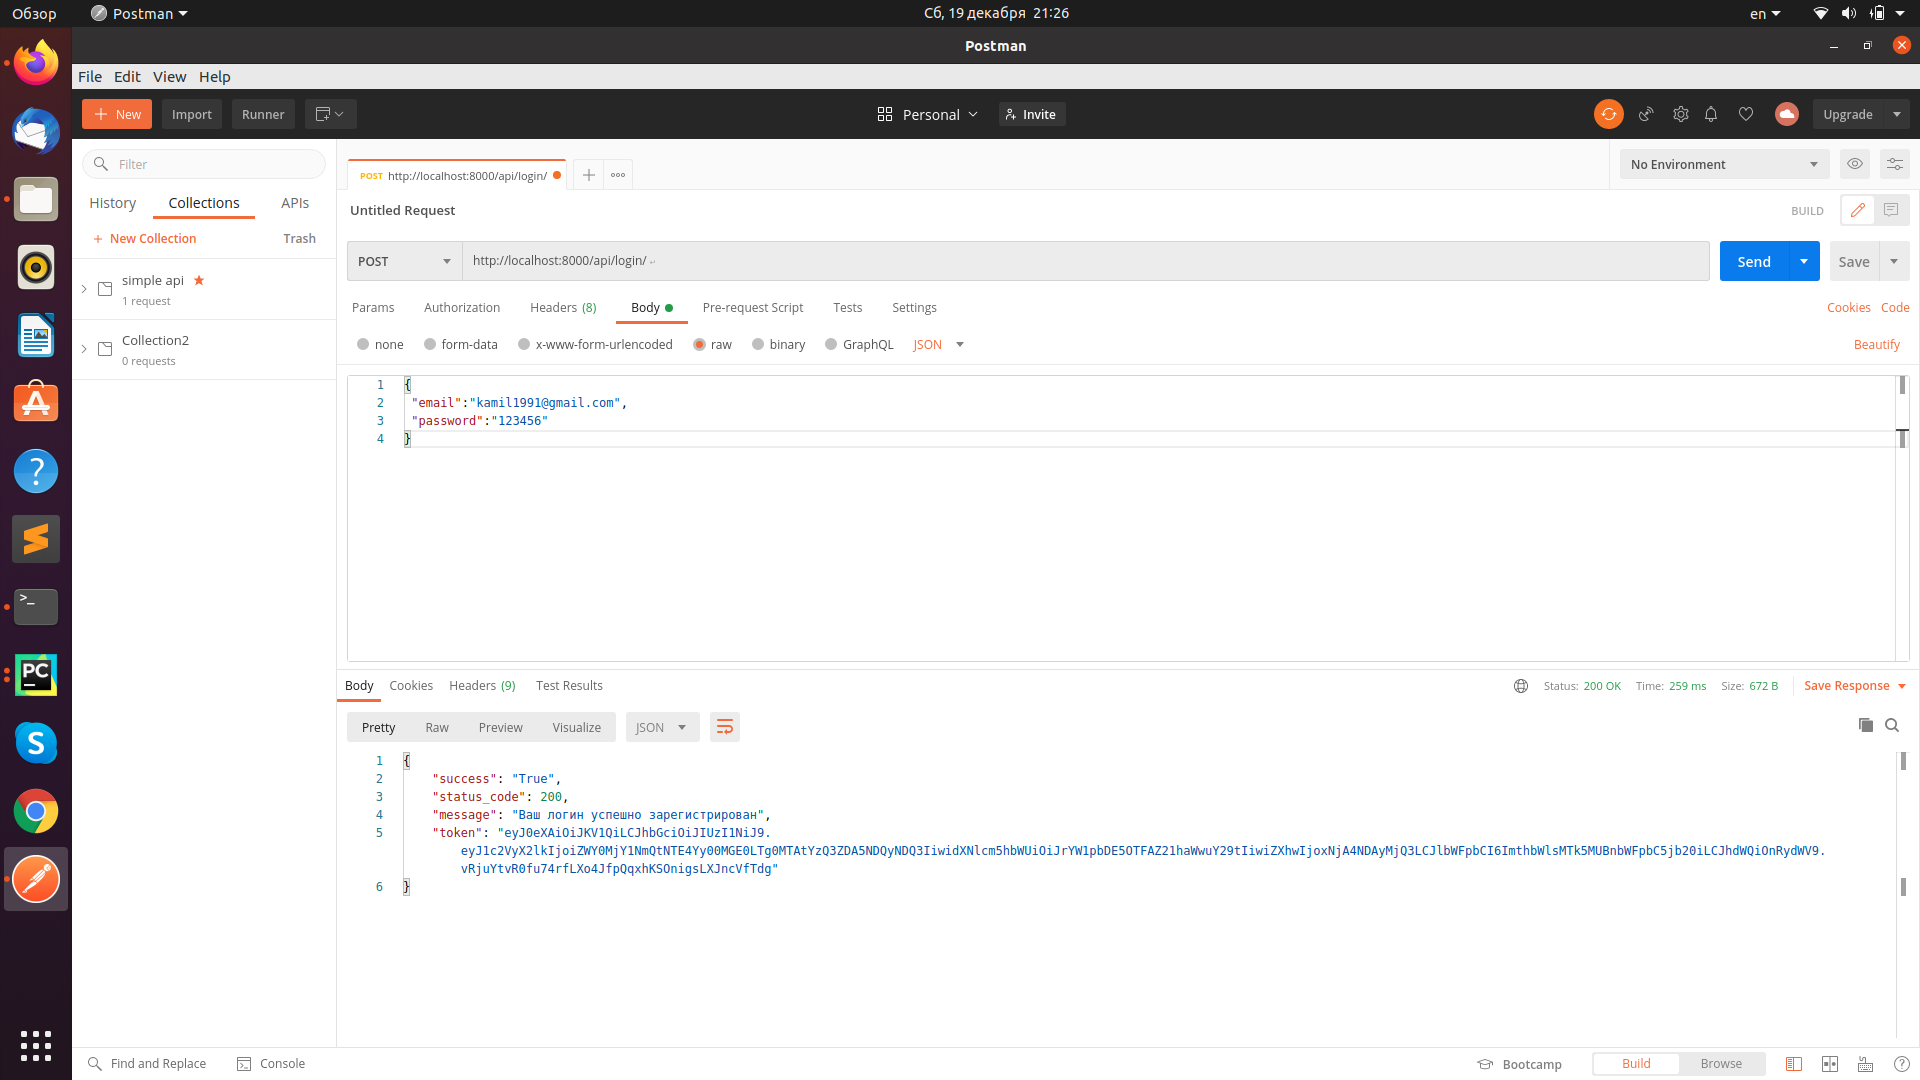 Обзор
Postman
Сб, 19 декабря 21:26
en
Postman
File Edit View Help
New
Import
Runner
Personal
Invite
Upgrade
Filter
POST http://localhost:8000/api/login/
No Environment
History
Collections
APIs
Untitled Request
BUILD
+ New Collection
Trash
POST
http://localhost:8000/api/login/
Send
Save
simple api
1 request
Params
Authorization
Headers (8)
Body
Pre-request Script
Tests
Settings
Cookies
Code
Collection2
0 requests
none
form-data
x-www-form-urlencoded
raw
binary
GraphQL
JSON
Beautify
1 {
2 "email":"kamil1991@gmail.com",
3 "password":"123456"
4 }
Body
Cookies
Headers (9)
Test Results
Status: 200 OK
Time: 259 ms
Size: 672 B
Save Response
Pretty
Raw
Preview
Visualize
JSON
1 {
2 "success": "True",
3 "status_code": 200,
4 "message": "Ваш логин успешно зарегистрирован",
5 "token": "eyJ0eXAiOiJKV1QiLCJhbGciOiJIUzI1NiJ9.
eyJ1c2VyX2lkIjoiZWY0MjY1NmQtNTE4Yy00MGE0LTg0MTAtYzQ3ZDA5NDQyNDQ3IiwidXNlcm5hbWUiOiJrYW1pbDE5OTFAZ21haWwuY29tIiwiZXhwIjoxNjA4NDAyMjQ3LCJlbWFpbCI6ImthbWlsMTk5MUBnbWFpbC5jb20iLCJhdWQiOnRydWV9.
vRjuYtvR0fu74rfLXo4JfpQqxhKSOnigsLXJncVfTdg"
6 }
Find and Replace
Console
Bootcamp
Build
Browse